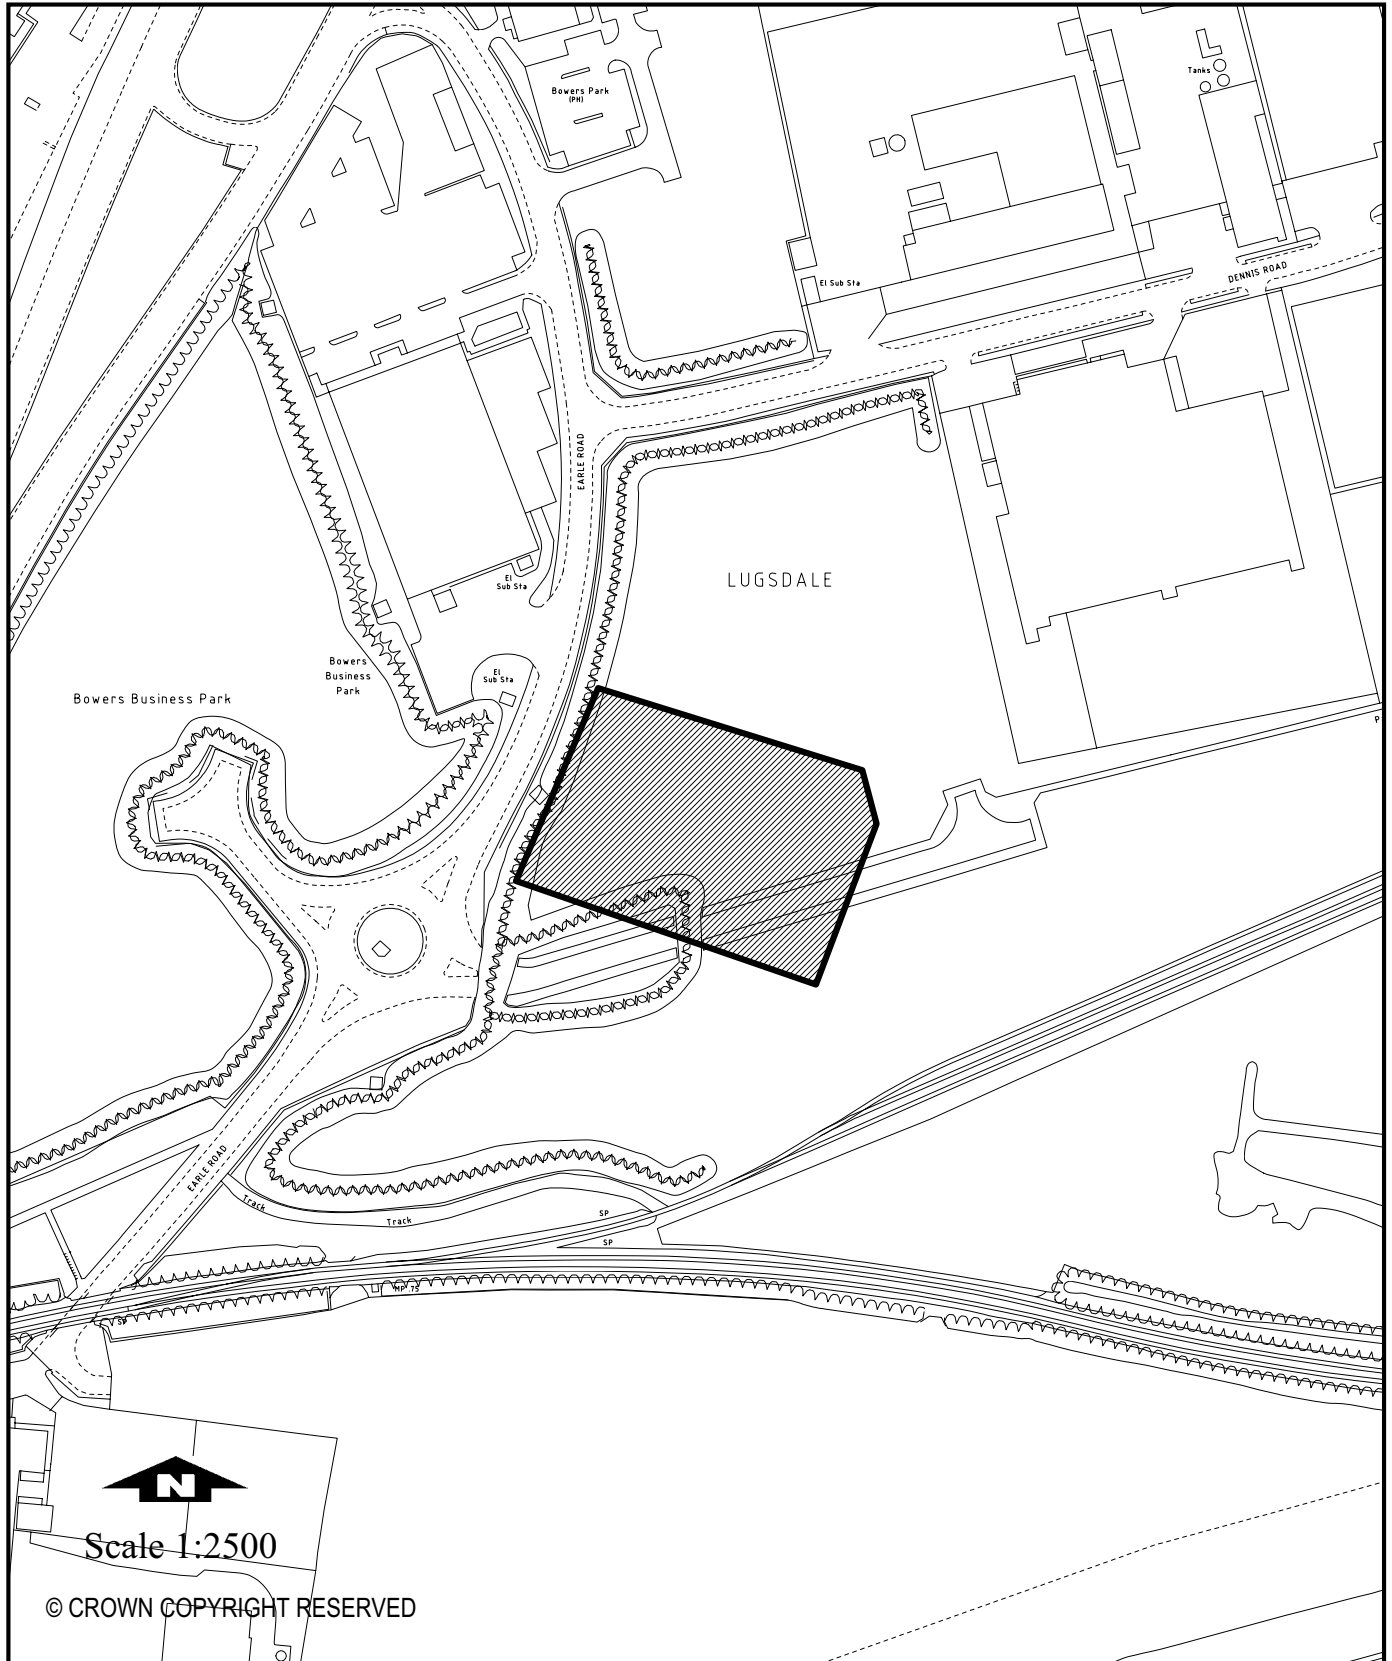 Bowers Park
(PH)
Tanks
DENNIS ROAD
El Sub Sta
EARLE ROAD
El
Sub Sta
LUGSDALE
Bowers
Business
Park
El
Sub Sta
Bowers Business Park
P
EARLE ROAD
Track
Track
SP
SP
MP .75
SP
N
Scale 1:2500
© CROWN COPYRIGHT RESERVED